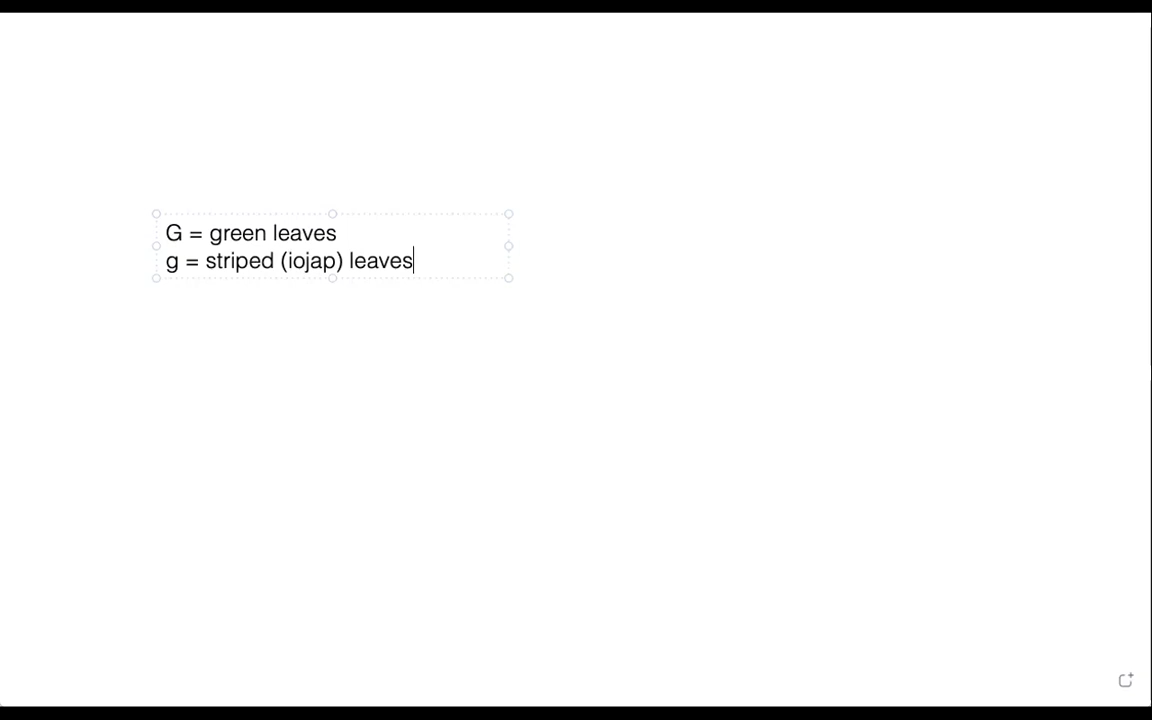 G = green leaves
g = striped (iojap) leaves